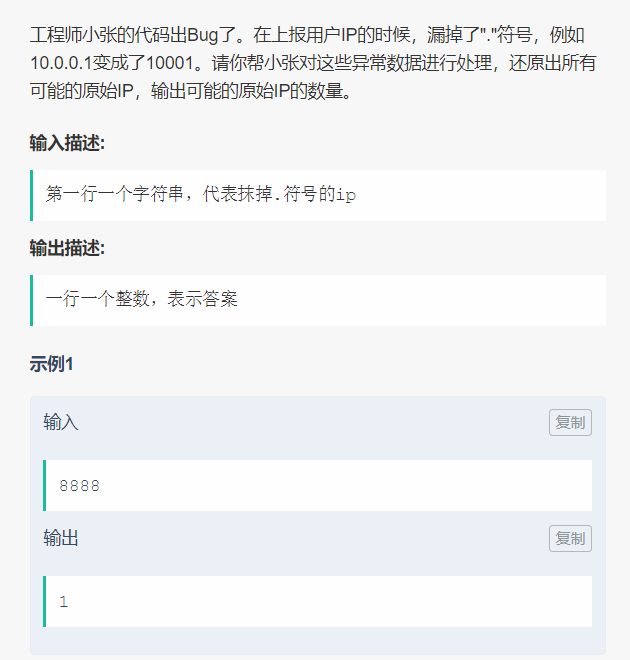 工程师小张的代码出Bug了。在上报用户IP的时候，漏掉了"."符号，例如
10.0.0.1变成了10001。请你帮小张对这些异常数据进行处理，还原出所有
可能的原始IP，输出可能的原始IP的数量。
输入描述:
第一行一个字符串，代表抹掉.符号的ip
输出描述:
一行一个整数，表示答案
示例1
输入 复制
8888
输出 复制
1